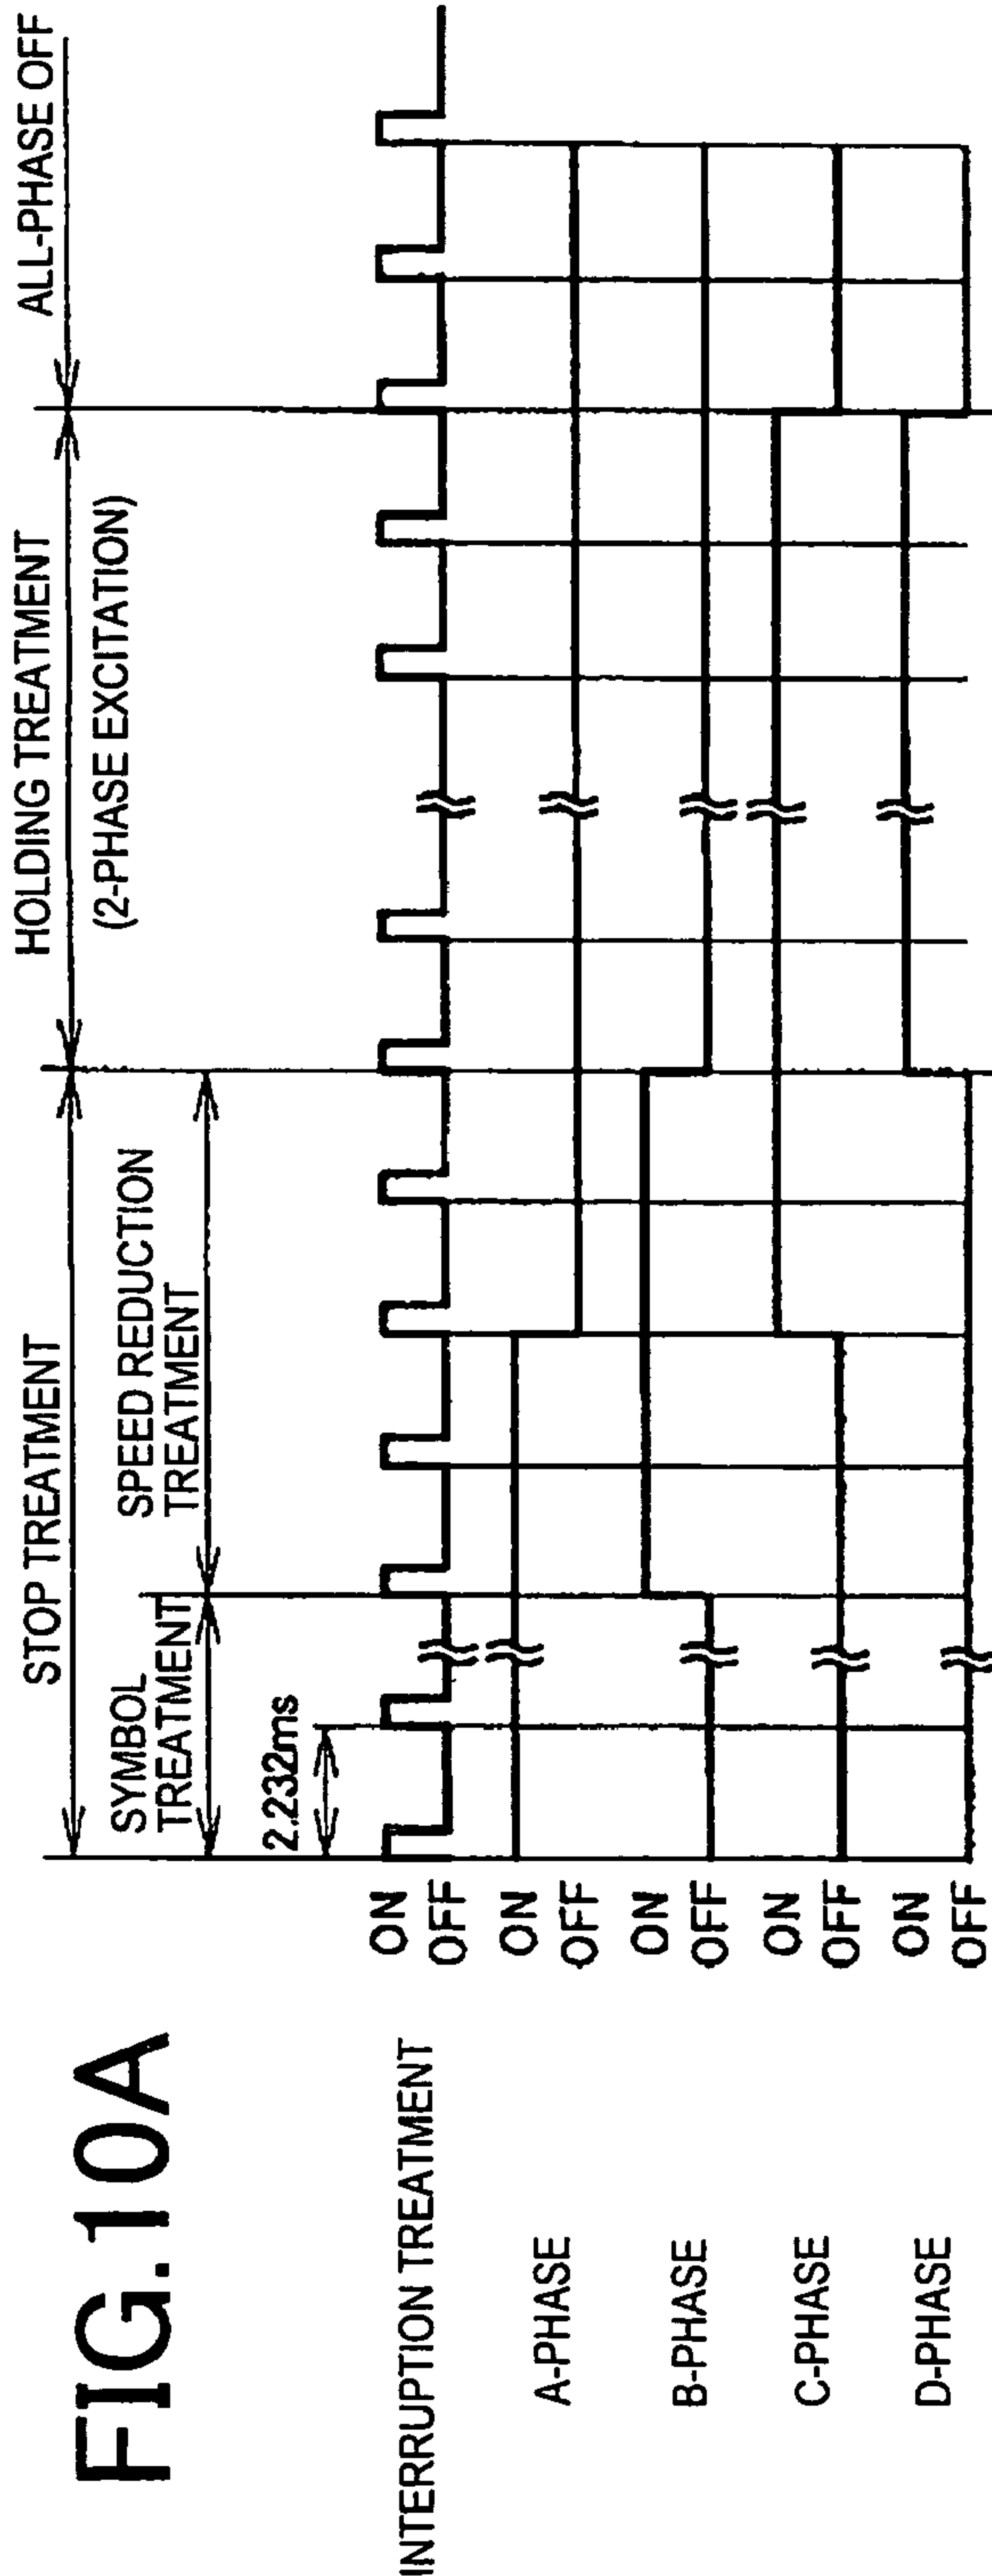 FIG.10A
STOP TREATMENT
HOLDING TREATMENT
ALL-PHASE OFF
SYMBOL
TREATMENT
SPEED REDUCTION
TREATMENT
(2-PHASE EXCITATION)
2.232ms
INTERRUPTION TREATMENT
ON
OFF
A-PHASE
ON
OFF
B-PHASE
ON
OFF
C-PHASE
ON
OFF
D-PHASE
ON
OFF